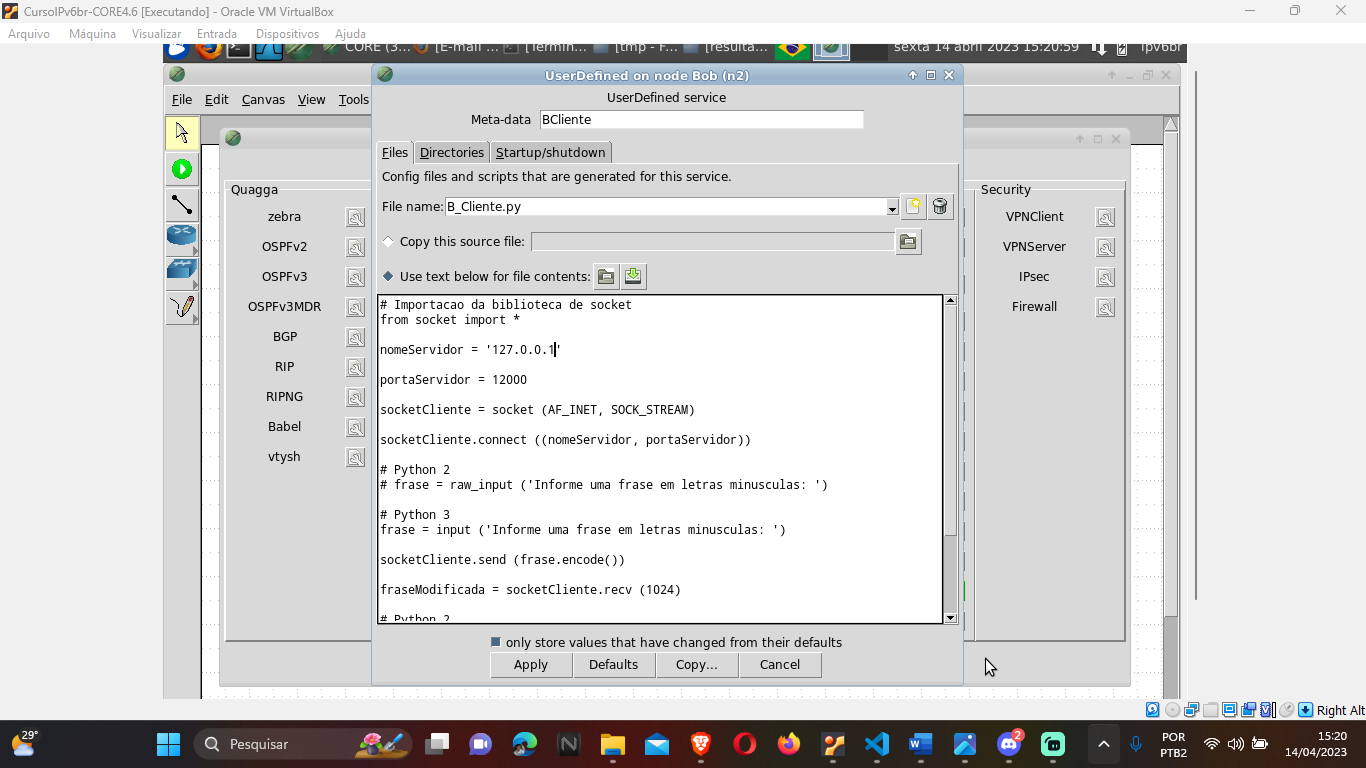 CursoIPv6br-CORE4.6 [Executando] - Oracle VM VirtualBox
Arquivo Máquina Visualizar Entrada Dispositivos Ajuda
CORE (3... [E-mail ... [Termin... [tmp - F... [resulta... sexta 14 abril 2023 15:20:59 ipv6br
UserDefined on node Bob (n2)
File Edit Canvas View Tools
UserDefined service
Meta-data BCliente
Files Directories Startup/shutdown
Config files and scripts that are generated for this service.
File name: B_Cliente.py
Copy this source file:
Use text below for file contents:
Quagga
zebra
OSPFv2
OSPFv3
OSPFv3MDR
BGP
RIP
RIPNG
Babel
vtysh
# Importacao da biblioteca de socket
from socket import *
nomeServidor = '127.0.0.1'
portaServidor = 12000
socketCliente = socket (AF_INET, SOCK_STREAM)
socketCliente.connect ((nomeServidor, portaServidor))
# Python 2
# frase = raw_input ('Informe uma frase em letras minusculas: ')
# Python 3
frase = input ('Informe uma frase em letras minusculas: ')
socketCliente.send (frase.encode())
fraseModificada = socketCliente.recv (1024)
# Python 2
Security
VPNClient
VPNServer
IPsec
Firewall
only store values that have changed from their defaults
Apply Defaults Copy... Cancel
Right Alt
29°
Pesquisar
2
POR
PTB2
15:20
14/04/2023